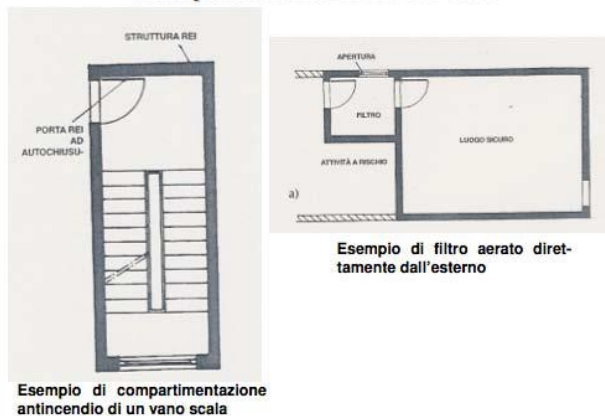 STRUTTURA REI
PORTA REI
AD
AUTOCHIUSU-
Esempio di compartimentazione
antincendio di un vano scala
APERTURA
FILTRO
LUOGO SICURO
ATTIVITÀ A RISCHIO
a)
Esempio di filtro aerato diret-
tamente dall'esterno